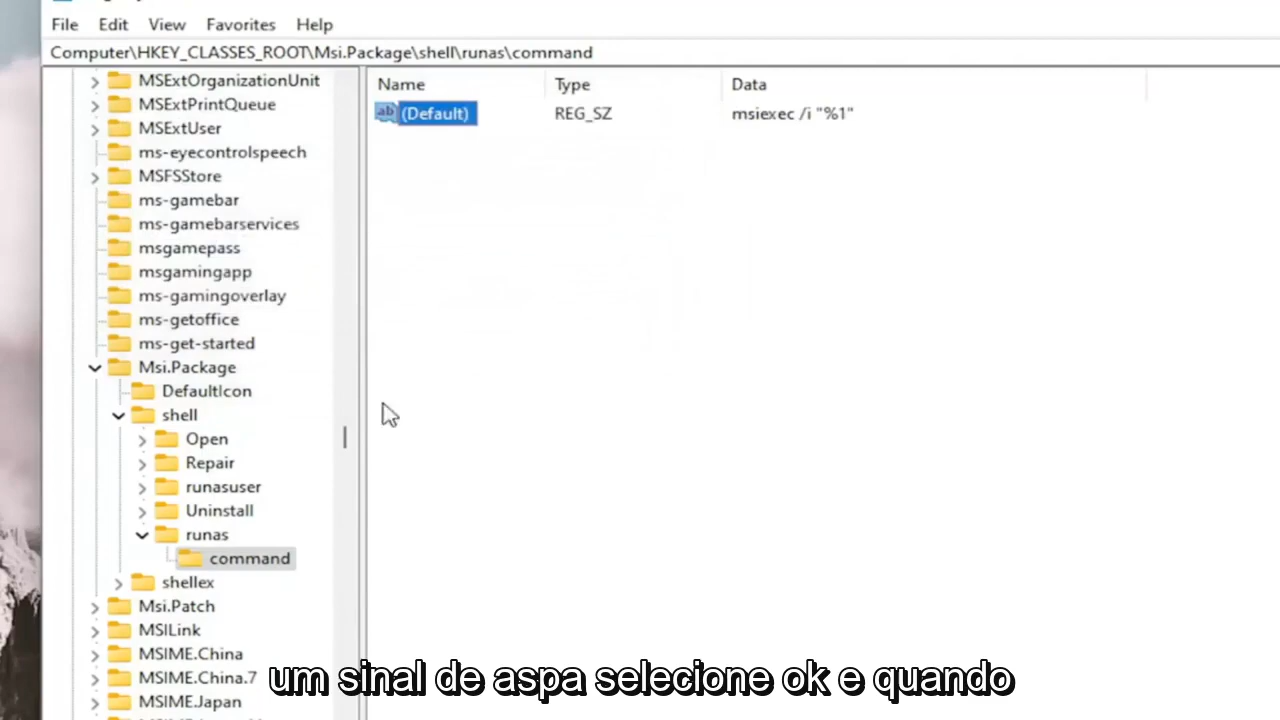 File Edit View Favorites Help
Computer\HKEY_CLASSES_ROOT\Msi.Package\shell\runas\command
Name Type Data
(Default) REG_SZ msiexec /i "%1"
MSExtOrganizationUnit
MSExtPrintQueue
MSExtUser
ms-eyecontrolspeech
MSFSStore
ms-gamebar
ms-gamebarservices
msgamepass
msgamingapp
ms-gamingoverlay
ms-getoffice
ms-get-started
Msi.Package
DefaultIcon
shell
Open
Repair
runasuser
Uninstall
runas
command
shellex
Msi.Patch
MSILink
MSIME.China
MSIME.China.7
MSIME.Japan
um sinal de aspa selecione ok e quando